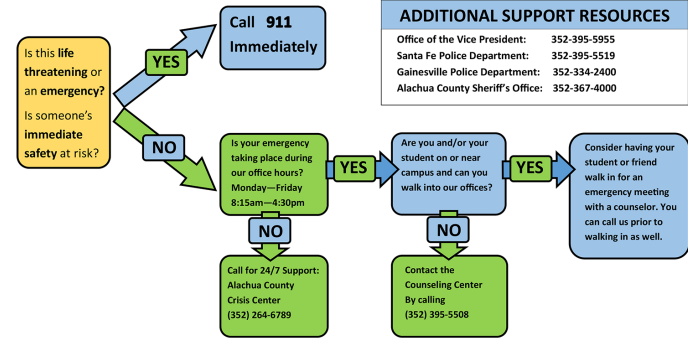 Is this life
threatening or
an emergency?
Is someone's
immediate
safety at risk?
YES
Call 911
Immediately
ADDITIONAL SUPPORT RESOURCES
Office of the Vice President: 352-395-5955
Santa Fe Police Department: 352-395-5519
Gainesville Police Department: 352-334-2400
Alachua County Sheriff's Office: 352-367-4000
NO
Is your emergency
taking place during
our office hours?
Monday—Friday
8:15am—4:30pm
YES
Are you and/or your
student on or near
campus and can you
walk into our offices?
YES
Consider having your
student or friend
walk in for an
emergency meeting
with a counselor. You
can call us prior to
walking in as well.
NO
Call for 24/7 Support:
Alachua County
Crisis Center
(352) 264-6789
NO
Contact the
Counseling Center
By calling
(352) 395-5508